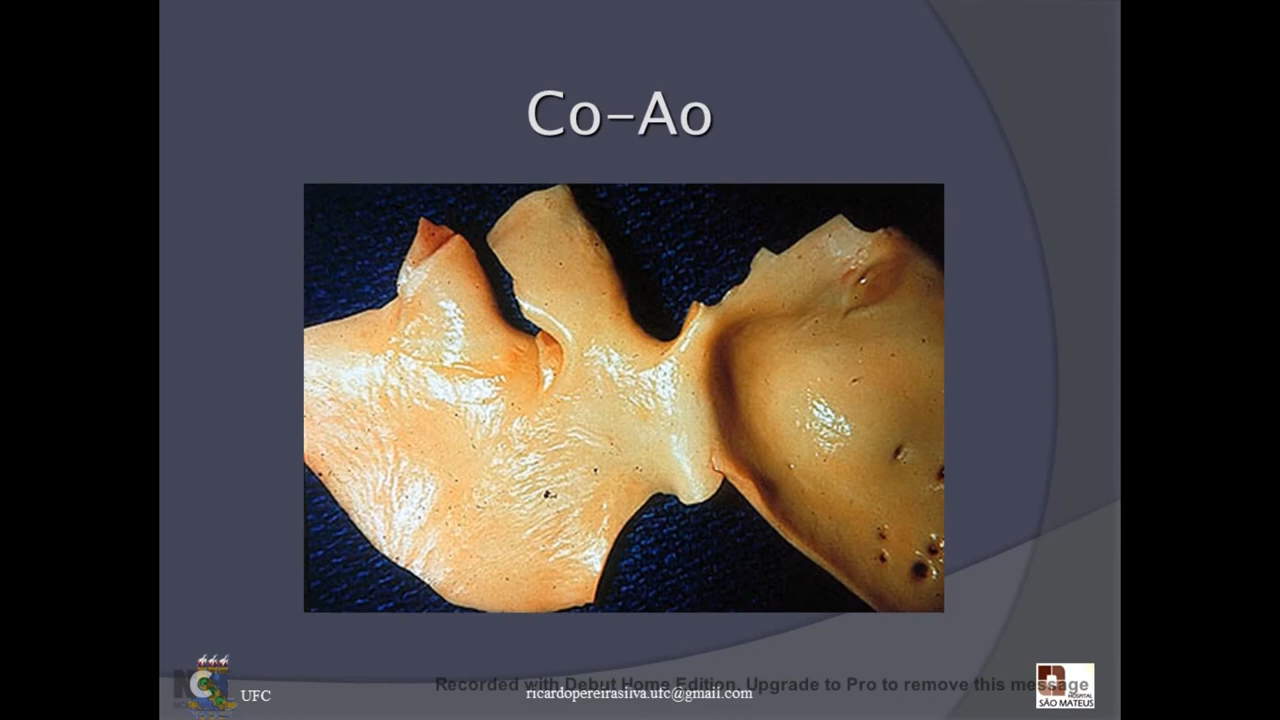 Co-Ao
UFC
ricardopereirasilva.ufc@gmail.com
Recorded with Debut Home Edition. Upgrade to Pro to remove this message
HOSPITAL
SÃO MATEUS